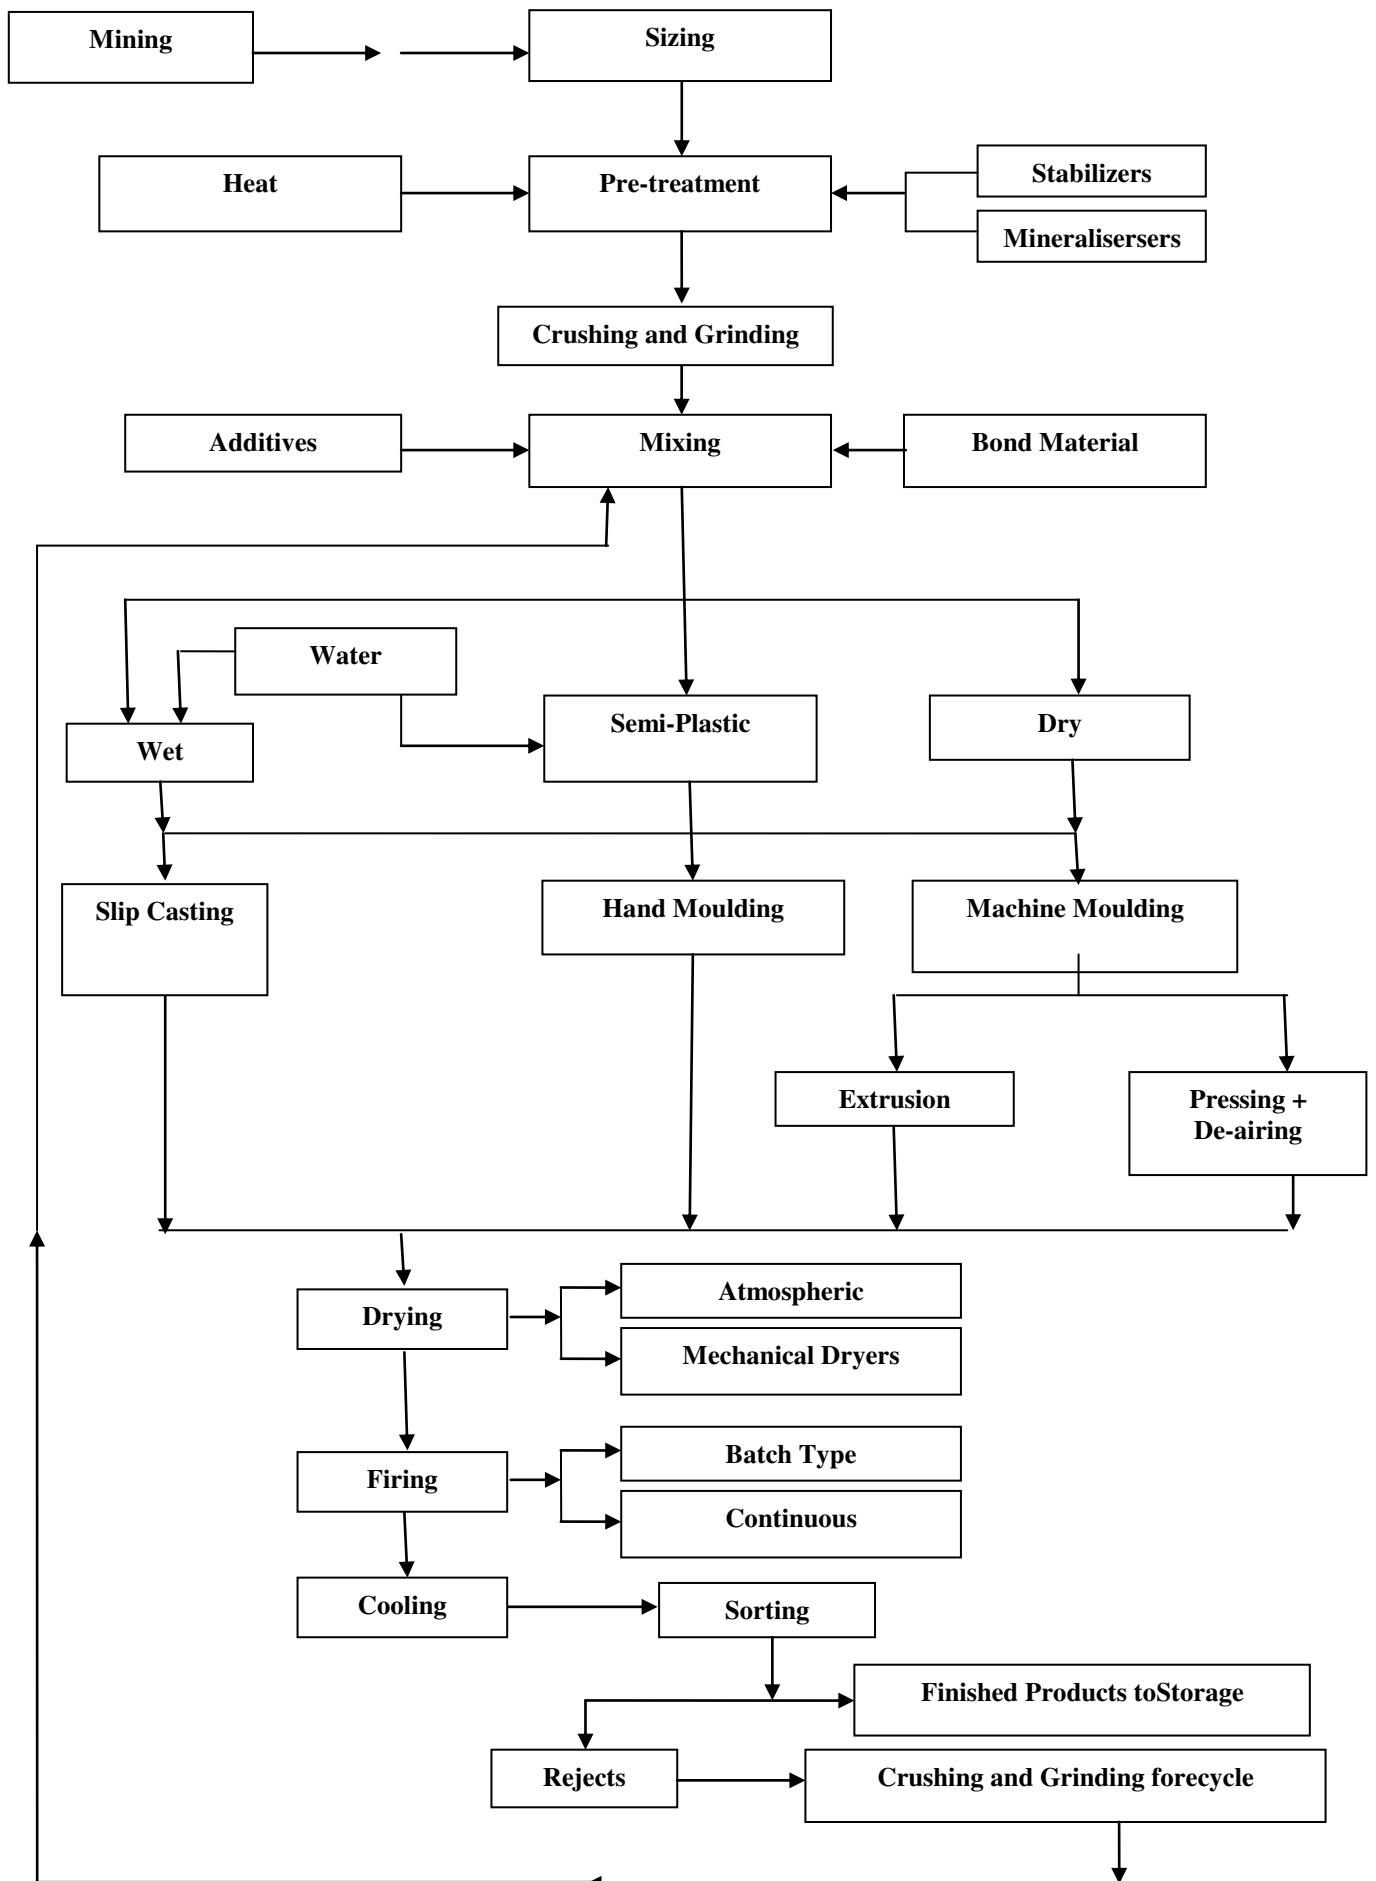 Mining
Sizing
Heat
Pre-treatment
Stabilizers
Mineralisersers
Crushing and Grinding
Additives
Mixing
Bond Material
Water
Wet
Semi-Plastic
Dry
Slip Casting
Hand Moulding
Machine Moulding
Extrusion
Pressing +
De-airing
Drying
Atmospheric
Mechanical Dryers
Firing
Batch Type
Continuous
Cooling
Sorting
Finished Products toStorage
Rejects
Crushing and Grinding forecycle